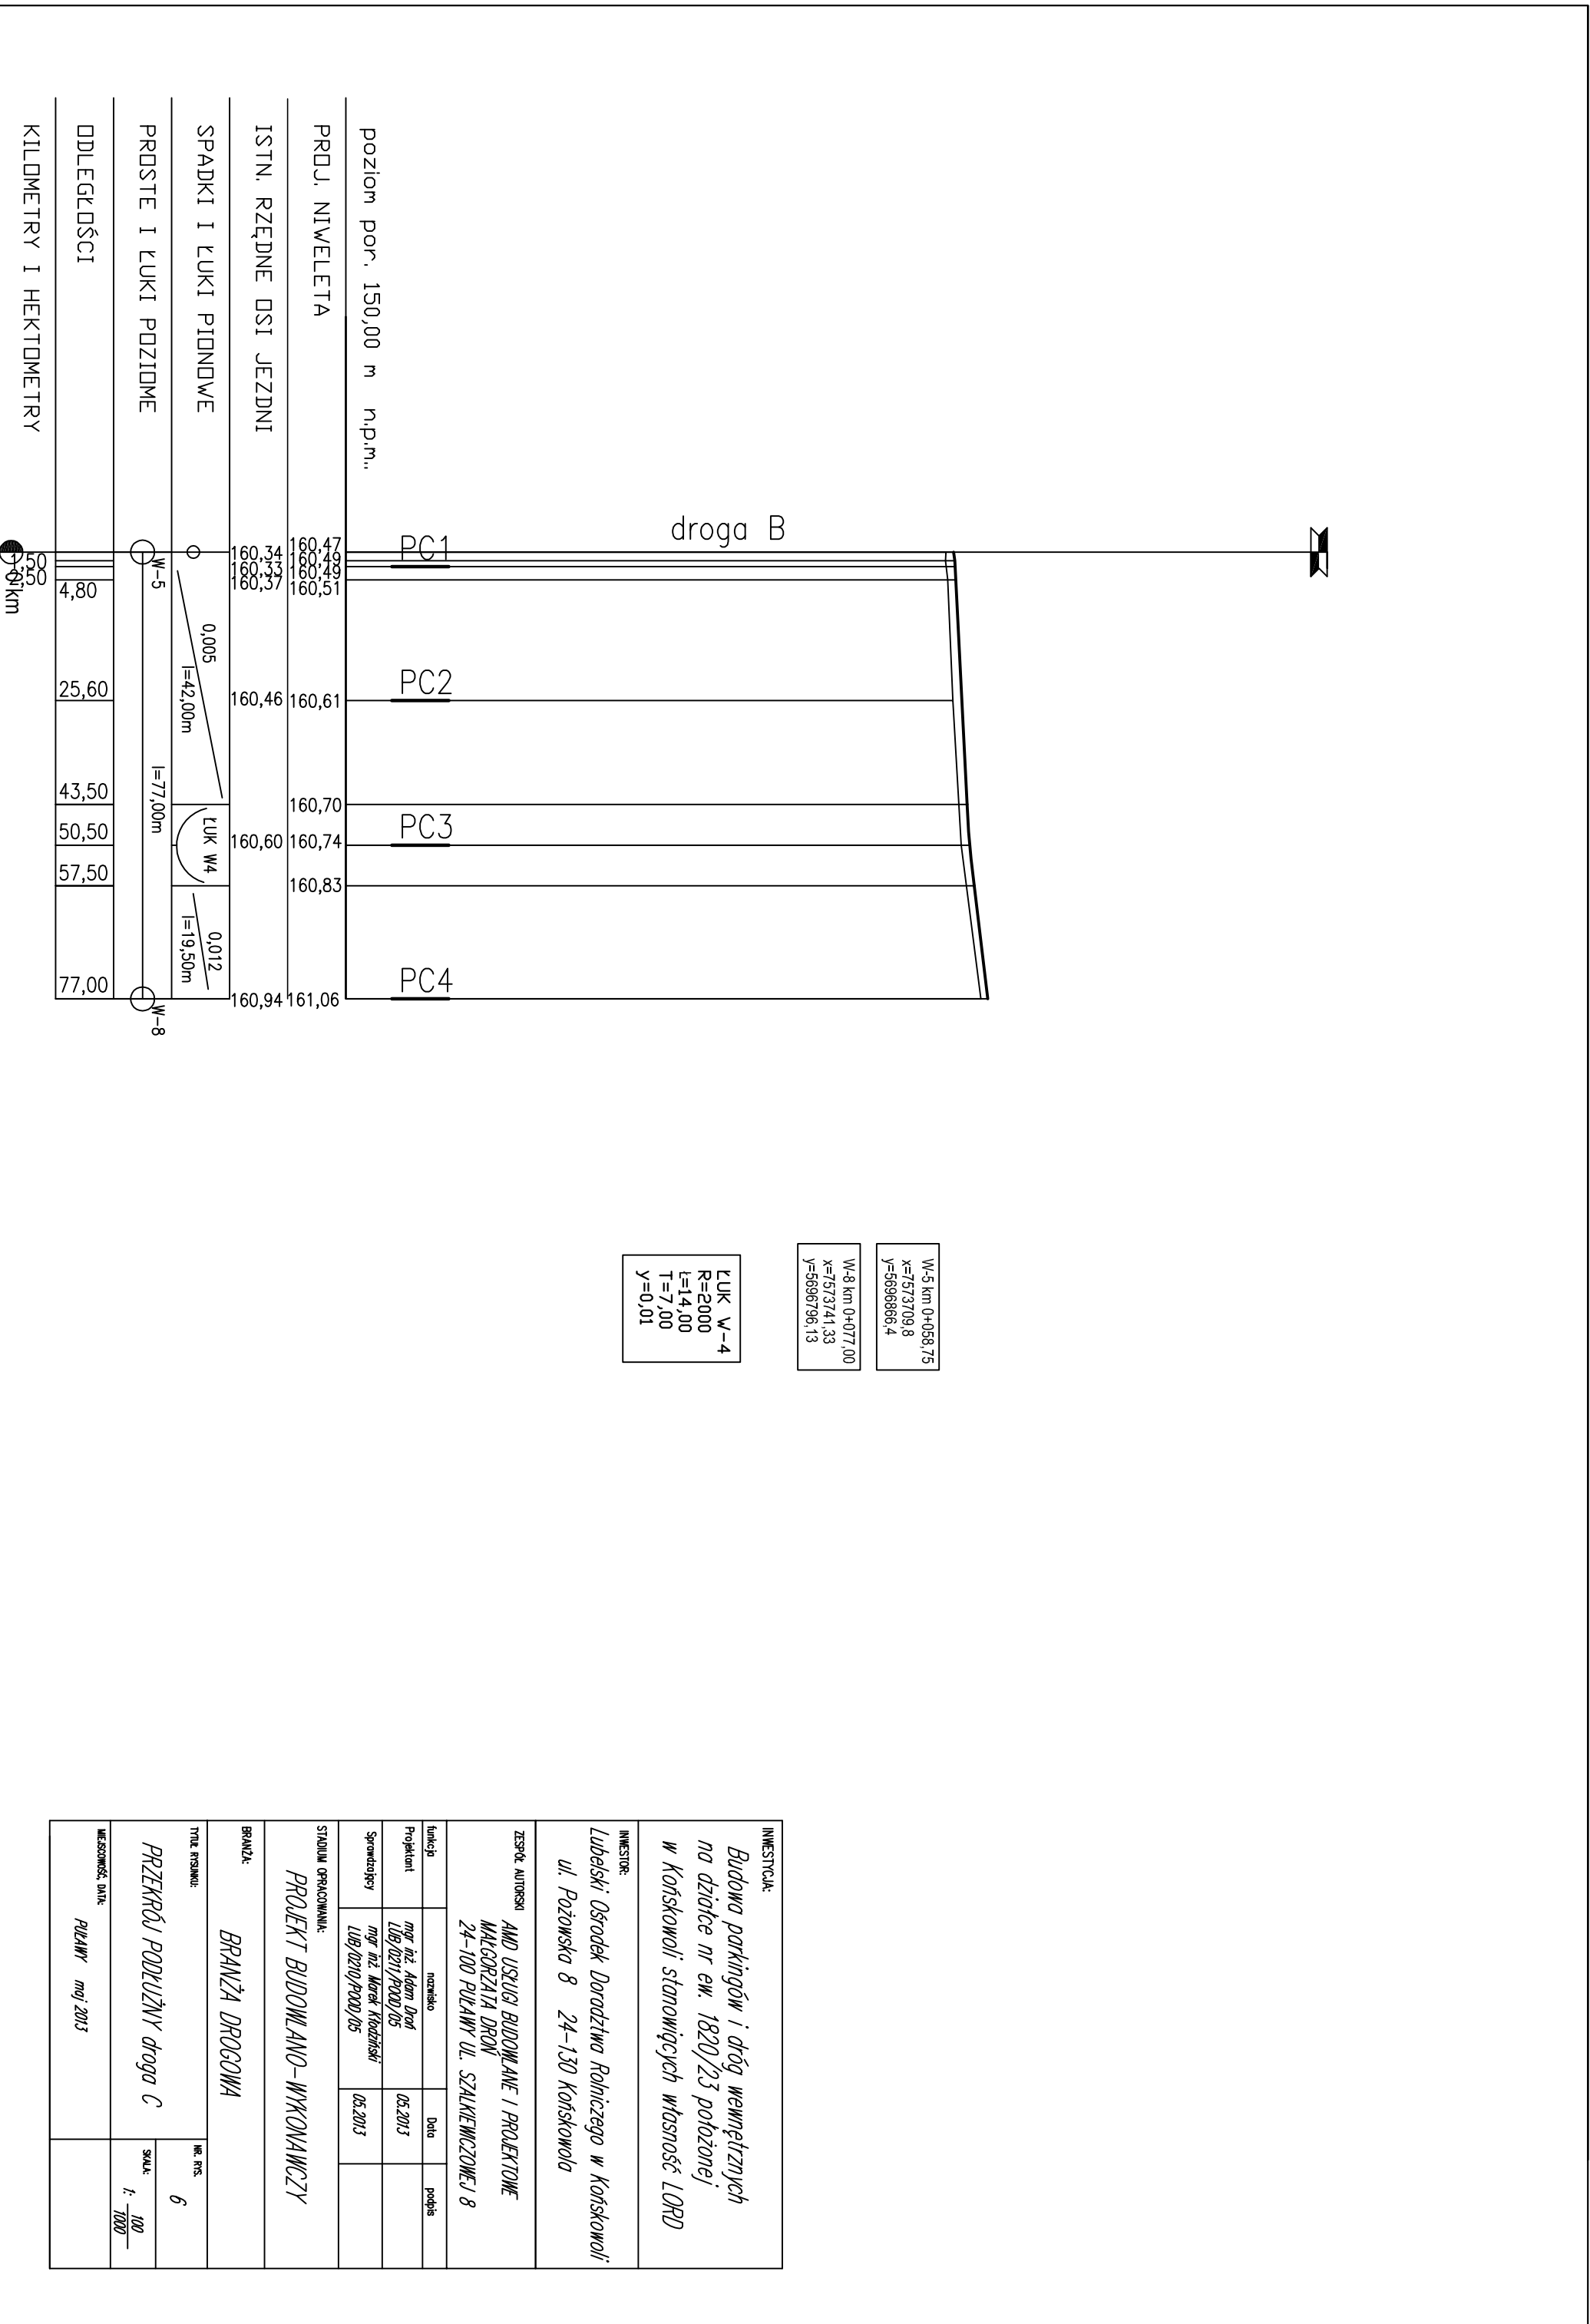 droga B
poziom por. 150,00 m n.p.m..
PC1
PC2
PC3
PC4
PROJ. NIWELETA
160,47
160,49
160,49
160,51
160,61
160,70
160,74
160,83
161,06
ISTN. RZĘDNE OSI JEZDNI
160,34
160,33
160,37
160,46
160,60
160,94
SPADKI I ŁUKI PIONOWE
0,005
l=42,00m
ŁUK W4
0,012
l=19,50m
PROSTE I ŁUKI POZIOME
W-5
l=77,00m
W-8
ODLEGŁOŚCI
1,50
2,50
4,80
25,60
43,50
50,50
57,50
77,00
KILOMETRY I HEKTOMETRY
km
W-5 km 0+058,75
x=7573709,8
y=5696866,4
W-8 km 0+077,00
x=7573741,33
y=5696796,13
ŁUK W-4
R=2000
Ł=14,00
T=7,00
y=0,01
INWESTYCJA:
Budowa parkingów i dróg wewnętrznych
na działce nr ew. 1820/23 położonej
w Końskowoli stanowiących własność LORD
INWESTOR:
Lubelski Ośrodek Doradztwa Rolniczego w Końskowoli
ul. Pożowska 8 24-130 Końskowola
ZESPÓŁ AUTORSKI
AMD USŁUGI BUDOWLANE I PROJEKTOWE
MAŁGORZATA DROŃ
24-100 PUŁAWY UL. SZALKIEWICZOWEJ 8
funkcja nazwisko Data podpis
Projektant mgr inż. Adam Droń 05.2013
LUB/0211/POOD/05
Sprawdzający mgr inż. Marek Kłodziński 05.2013
LUB/0210/POOD/05
STADIUM OPRACOWANIA:
PROJEKT BUDOWLANO-WYKONAWCZY
BRANŻA:
BRANŻA DROGOWA
TYTUŁ RYSUNKU:
PRZEKRÓJ PODŁUŻNY droga C
NR. RYS.
6
SKALA:
1: 100
1000
MIEJSCOWOŚĆ, DATA:
PUŁAWY maj 2013